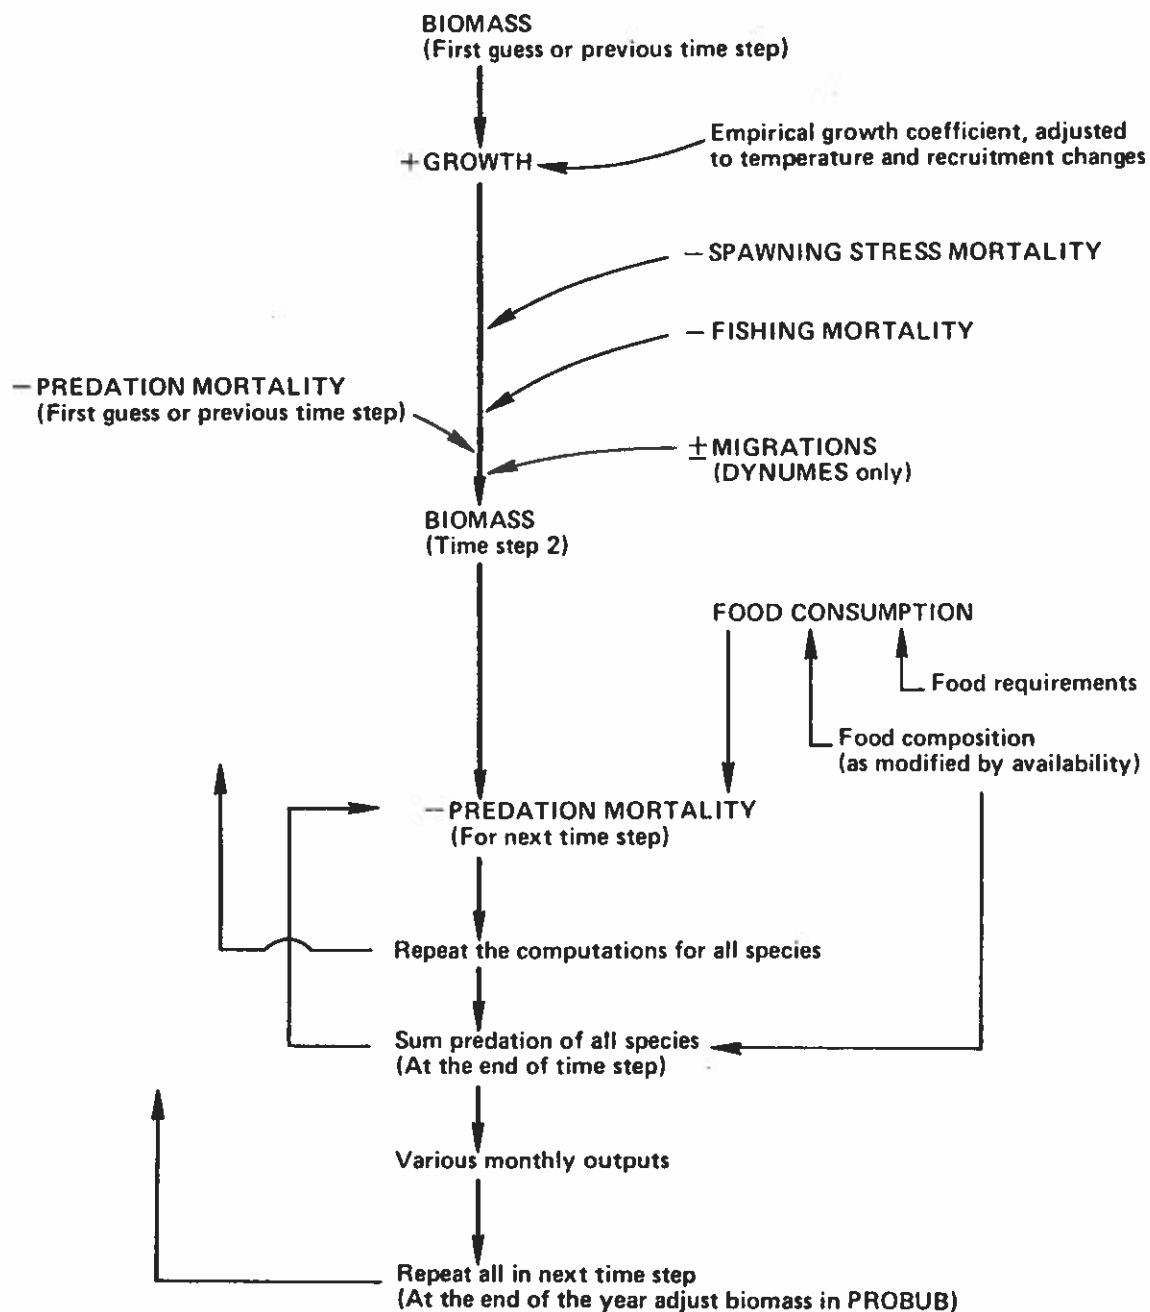 BIOMASS
(First guess or previous time step)
Empirical growth coefficient, adjusted
to temperature and recruitment changes
+GROWTH
– SPAWNING STRESS MORTALITY
– FISHING MORTALITY
– PREDATION MORTALITY
(First guess or previous time step)
± MIGRATIONS
(DYNUMES only)
BIOMASS
(Time step 2)
FOOD CONSUMPTION
Food requirements
Food composition
(as modified by availability)
– PREDATION MORTALITY
(For next time step)
Repeat the computations for all species
Sum predation of all species
(At the end of time step)
Various monthly outputs
Repeat all in next time step
(At the end of the year adjust biomass in PROBUB)